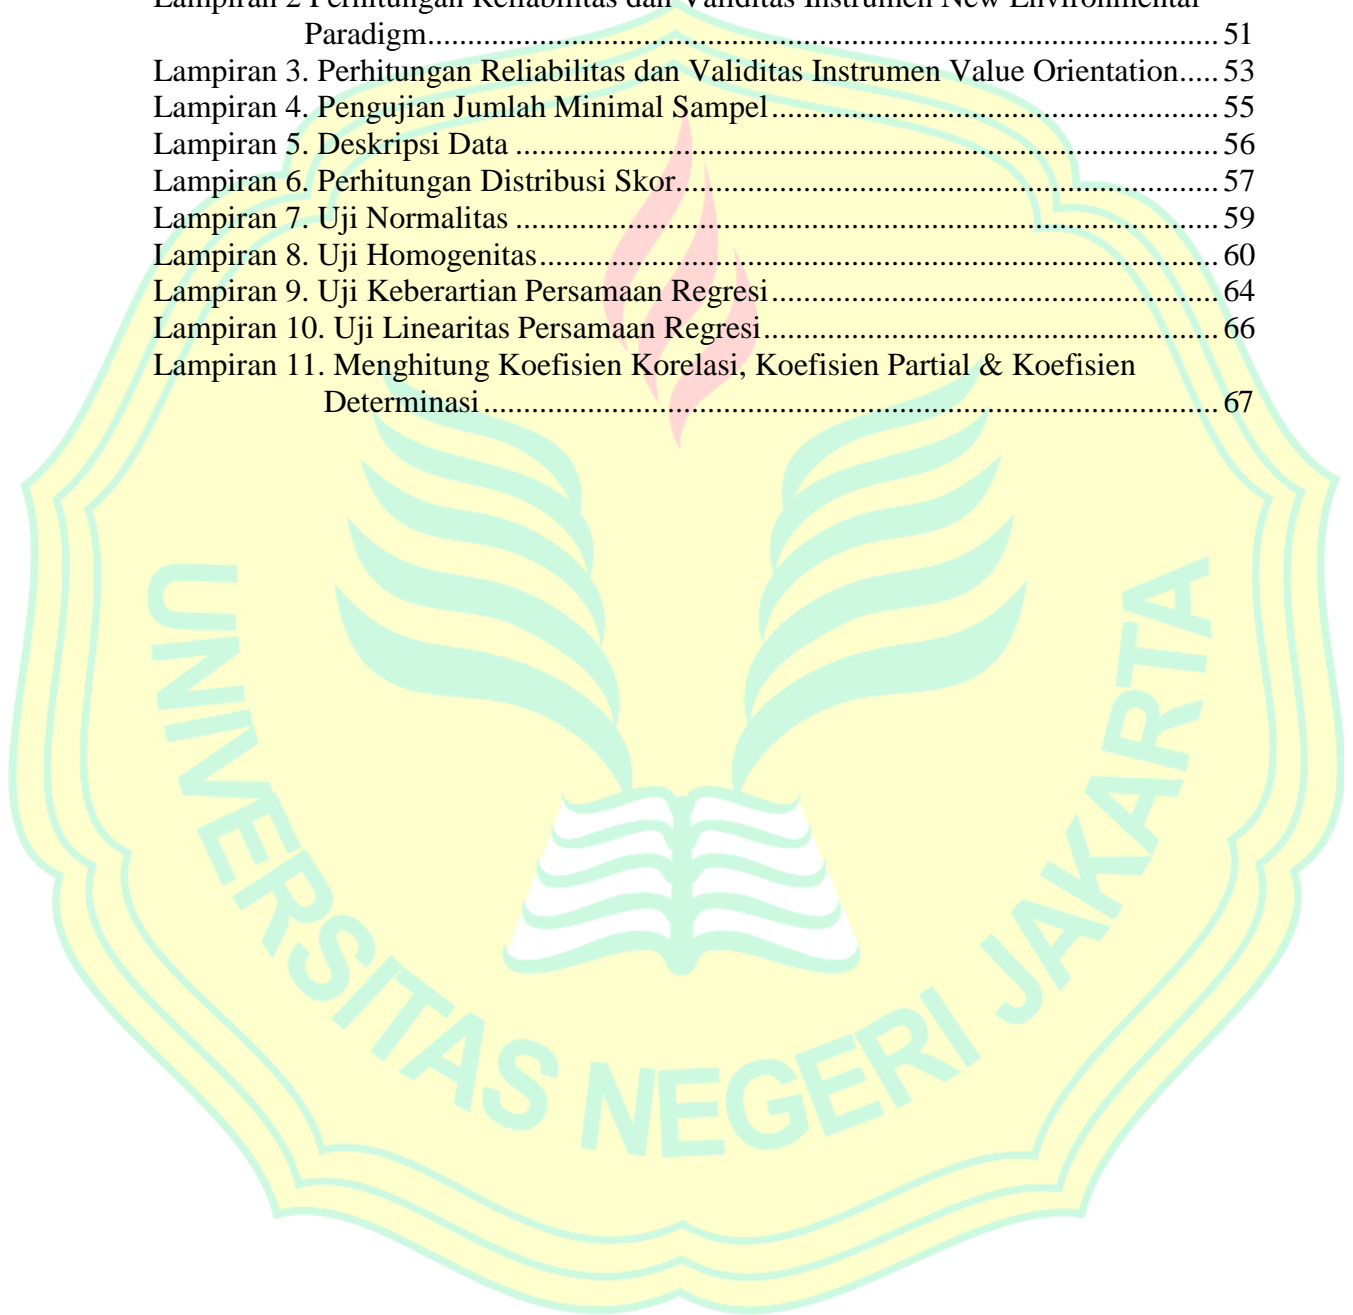 Lampiran 2 Perhitungan Reliabilitas dan Validitas Instrumen New Environmental
Paradigm.................................................................................................... 51
Lampiran 3. Perhitungan Reliabilitas dan Validitas Instrumen Value Orientation..... 53
Lampiran 4. Pengujian Jumlah Minimal Sampel......................................................... 55
Lampiran 5. Deskripsi Data ......................................................................................... 56
Lampiran 6. Perhitungan Distribusi Skor..................................................................... 57
Lampiran 7. Uji Normalitas ......................................................................................... 59
Lampiran 8. Uji Homogenitas...................................................................................... 60
Lampiran 9. Uji Keberartian Persamaan Regresi......................................................... 64
Lampiran 10. Uji Linearitas Persamaan Regresi.......................................................... 66
Lampiran 11. Menghitung Koefisien Korelasi, Koefisien Partial & Koefisien
Determinasi............................................................................................. 67
UNIVERSITAS NEGERI JAKARTA